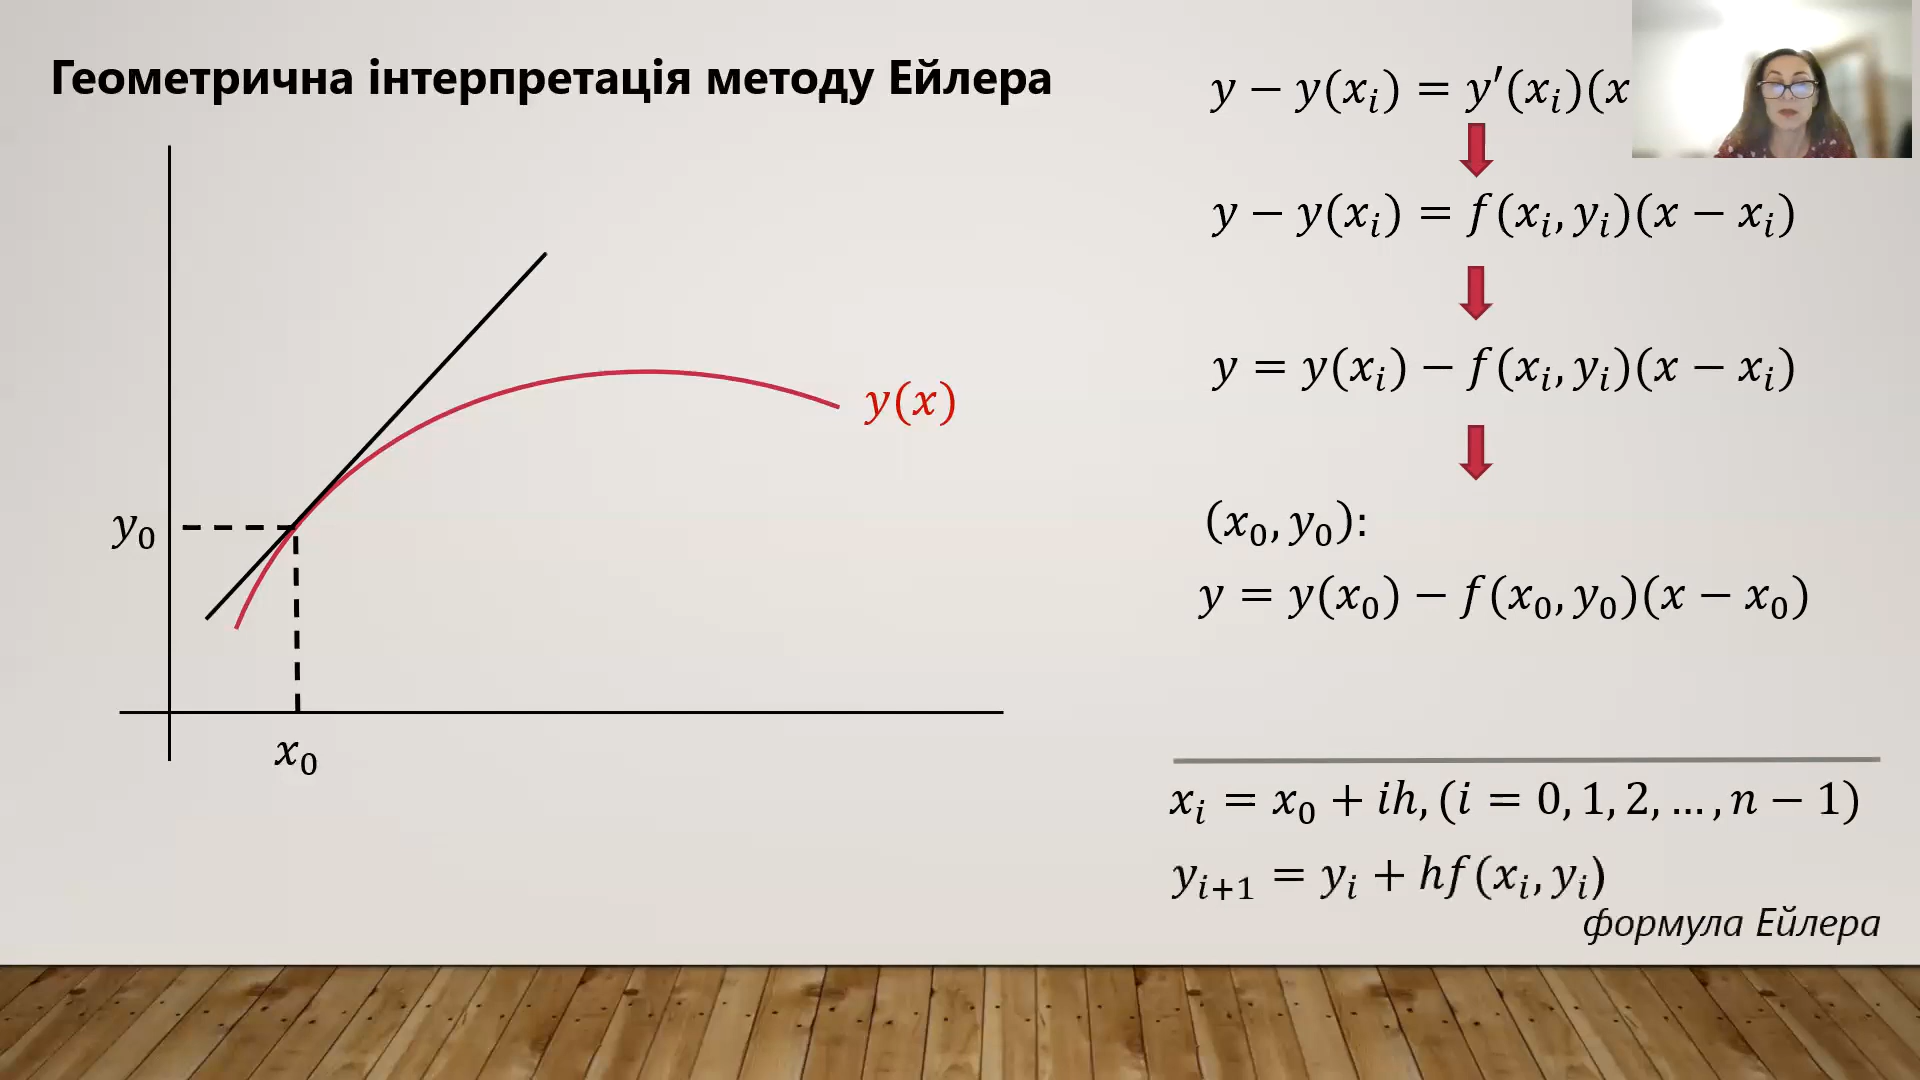 Геометрична інтерпретація методу Ейлера
y − y(xᵢ) = y′(xᵢ)(x
y − y(xᵢ) = f(xᵢ, yᵢ)(x − xᵢ)
y = y(xᵢ) − f(xᵢ, yᵢ)(x − xᵢ)
y(x)
(x₀, y₀):
y₀
y = y(x₀) − f(x₀, y₀)(x − x₀)
x₀
xᵢ = x₀ + ih, (i = 0, 1, 2, … , n − 1)
yᵢ₊₁ = yᵢ + hf(xᵢ, yᵢ)
формула Ейлера